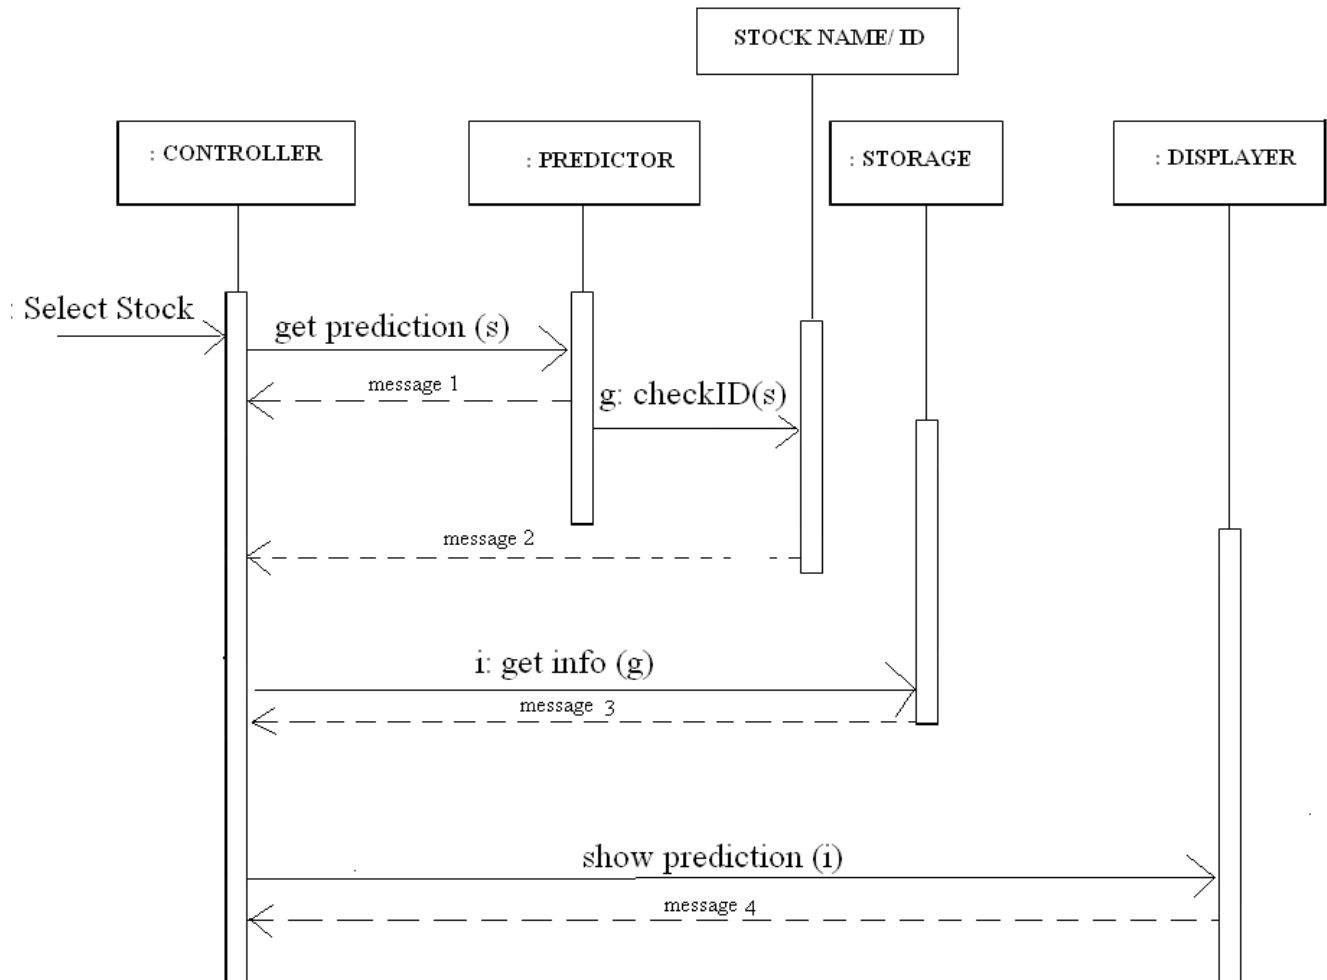 STOCK NAME/ ID
: CONTROLLER
: PREDICTOR
: STORAGE
: DISPLAYER
: Select Stock
get prediction (s)
message 1
g: checkID(s)
message 2
i: get info (g)
message 3
show prediction (i)
message 4